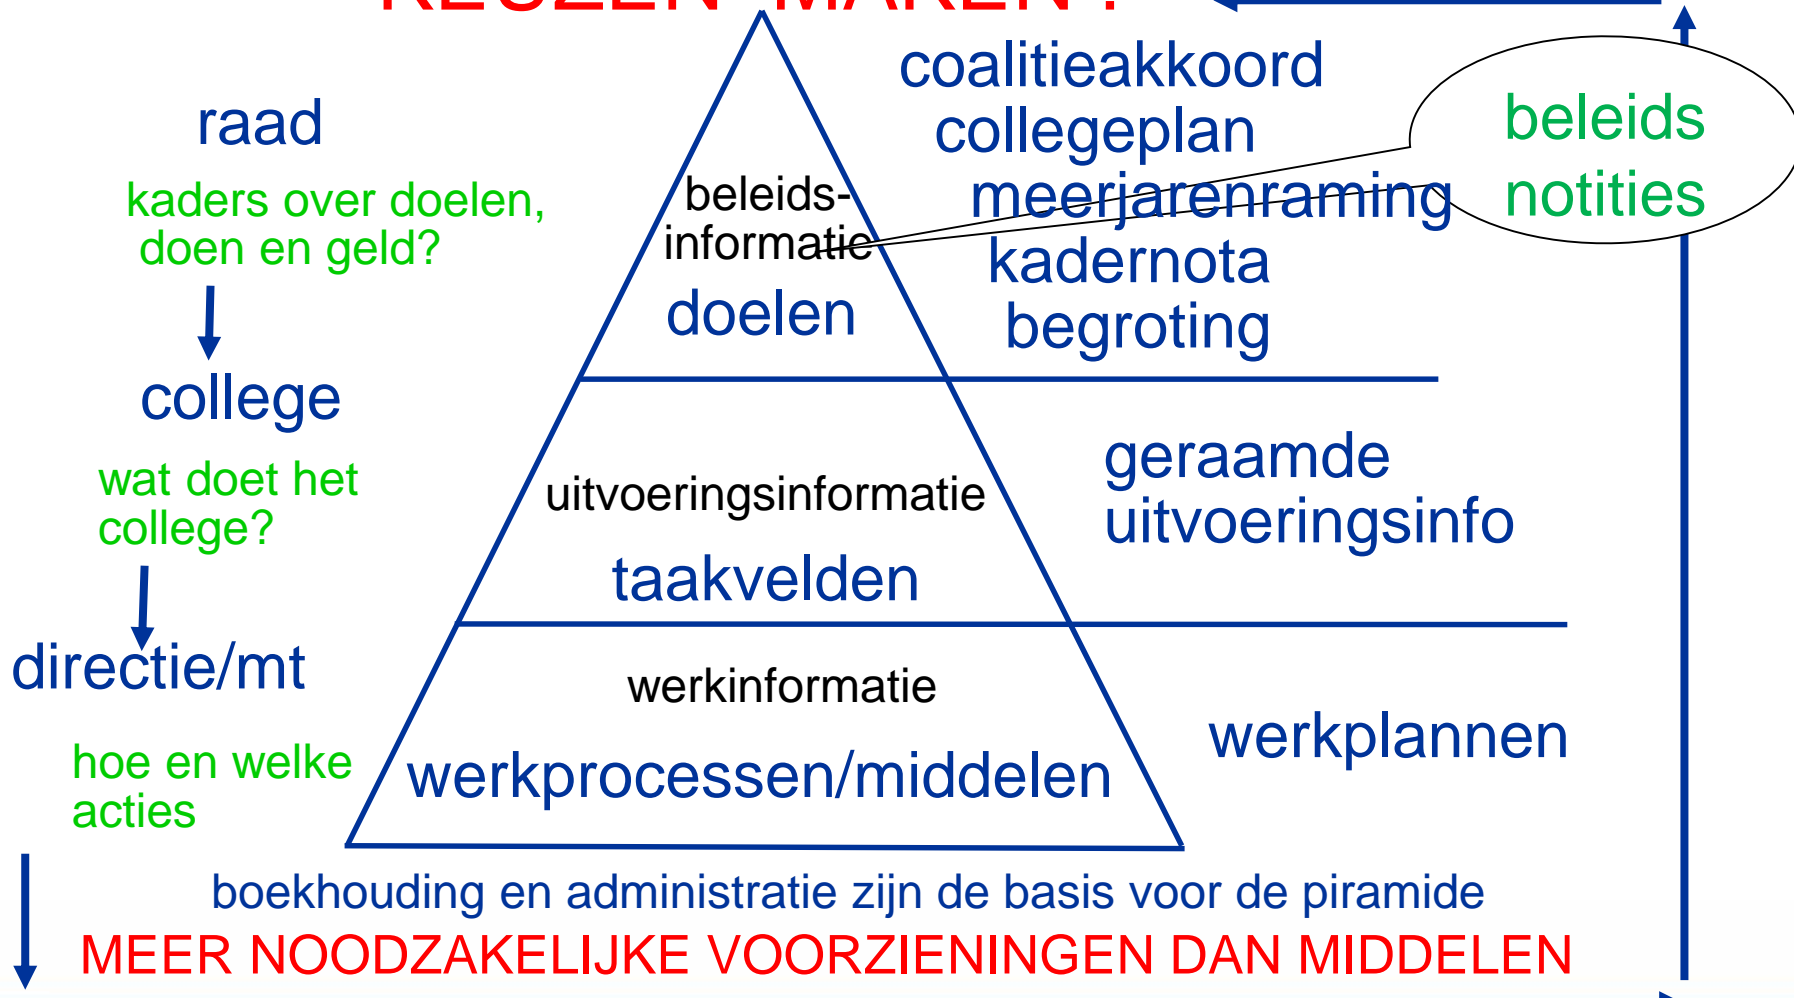 KEUZEN MAKEN !
raad
kaders over doelen,
doen en geld?
college
wat doet het
college?
directie/mt
hoe en welke
acties
beleids-
informatie
doelen
uitvoeringsinformatie
taakvelden
werkinformatie
werkprocessen/middelen
coalitieakkoord
collegeplan
meerjarenraming
kadernota
begroting
beleids
notities
geraamde
uitvoeringsinfo
werkplannen
boekhouding en administratie zijn de basis voor de piramide
MEER NOODZAKELIJKE VOORZIENINGEN DAN MIDDELEN